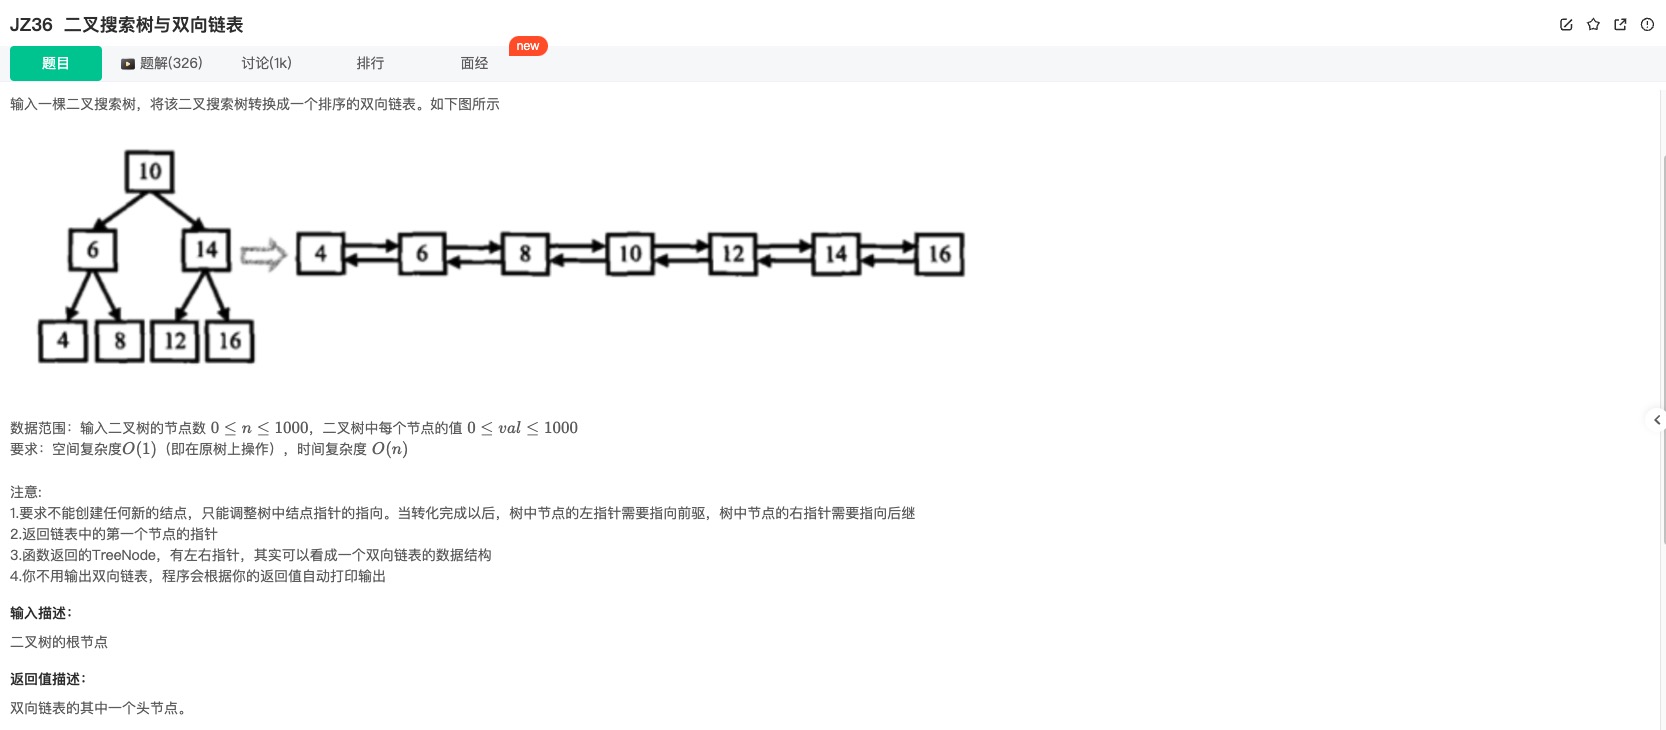 JZ36 二叉搜索树与双向链表
new
题目 题解(326) 讨论(1k) 排行 面经
输入一棵二叉搜索树，将该二叉搜索树转换成一个排序的双向链表。如下图所示
10
6 14
4 6 8 10 12 14 16
4 8 12 16
数据范围：输入二叉树的节点数 0 ≤ n ≤ 1000，二叉树中每个节点的值 0 ≤ val ≤ 1000
要求：空间复杂度O(1)（即在原树上操作），时间复杂度 O(n)
注意:
1.要求不能创建任何新的结点，只能调整树中结点指针的指向。当转化完成以后，树中节点的左指针需要指向前驱，树中节点的右指针需要指向后继
2.返回链表中的第一个节点的指针
3.函数返回的TreeNode，有左右指针，其实可以看成一个双向链表的数据结构
4.你不用输出双向链表，程序会根据你的返回值自动打印输出
输入描述：
二叉树的根节点
返回值描述：
双向链表的其中一个头节点。